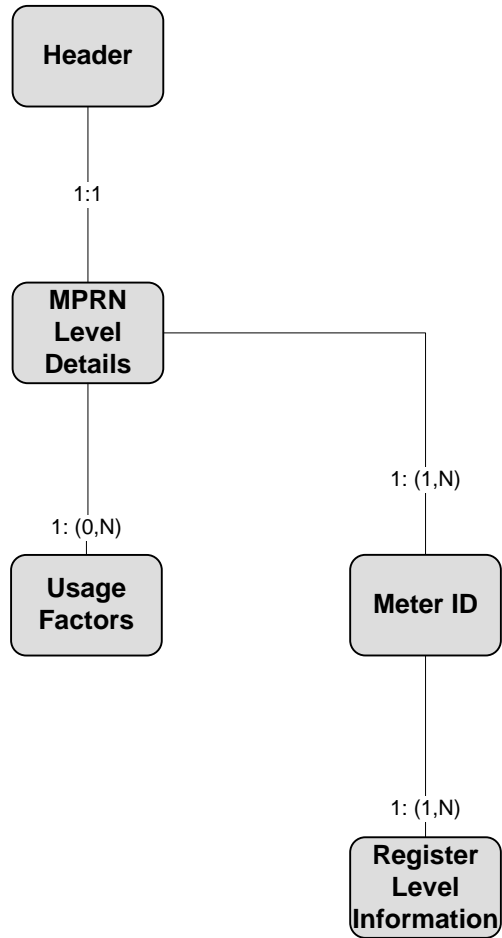 Header
1:1
MPRN
Level
Details
1: (1,N)
1: (0,N)
Usage
Factors
Meter ID
1: (1,N)
Register
Level
Information